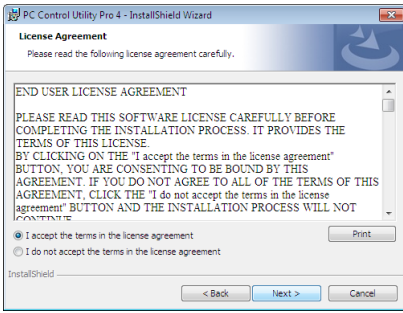 PC Control Utility Pro 4 - InstallShield Wizard
License Agreement
Please read the following license agreement carefully.
END USER LICENSE AGREEMENT
PLEASE READ THIS SOFTWARE LICENSE CAREFULLY BEFORE
COMPLETING THE INSTALLATION PROCESS. IT PROVIDES THE
TERMS OF THIS LICENSE.
BY CLICKING ON THE "I accept the terms in the license agreement"
BUTTON, YOU ARE CONSENTING TO BE BOUND BY THIS
AGREEMENT. IF YOU DO NOT AGREE TO ALL OF THE TERMS OF THIS
AGREEMENT, CLICK THE "I do not accept the terms in the license
agreement" BUTTON AND THE INSTALLATION PROCESS WILL NOT
CONTINUE
I accept the terms in the license agreement
Print
I do not accept the terms in the license agreement
InstallShield
< Back
Next >
Cancel